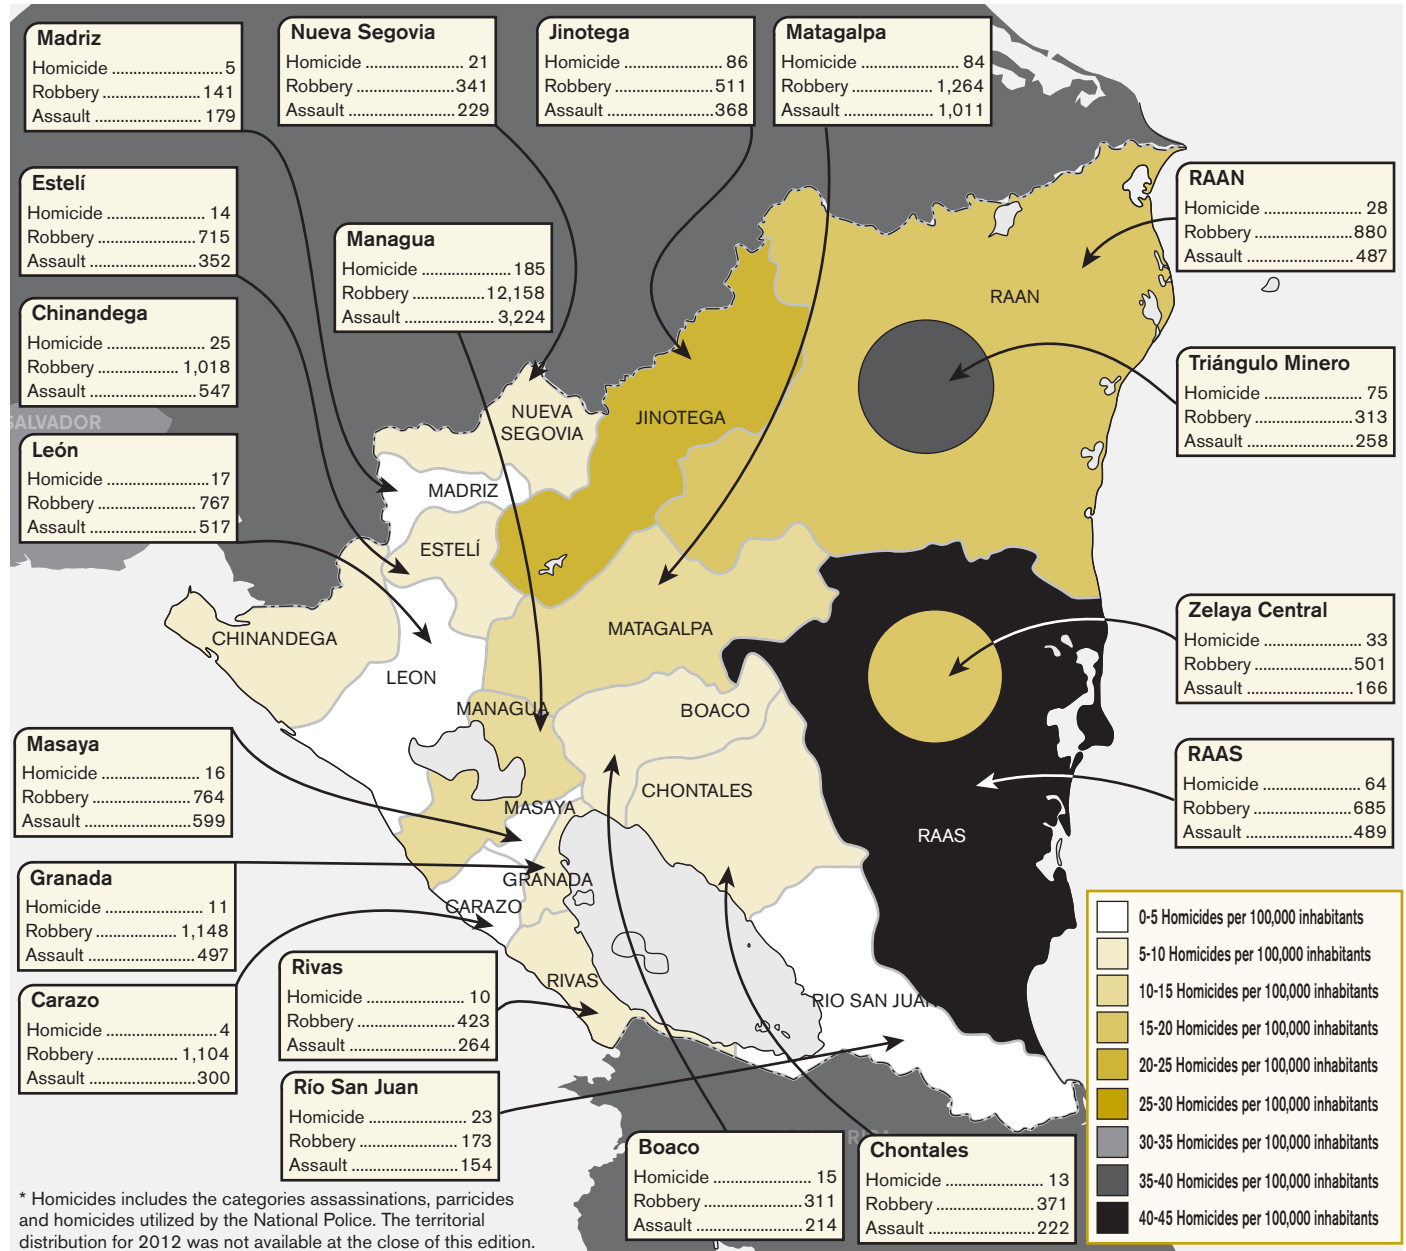 Madriz
Homicide ........................ 5
Robbery ..................... 141
Assault ....................... 179
Nueva Segovia
Homicide ...................... 21
Robbery .................... 341
Assault ...................... 229
Jinotega
Homicide ...................... 86
Robbery ..................... 511
Assault ...................... 368
Matagalpa
Homicide ...................... 84
Robbery .................. 1,264
Assault .................... 1,011
Estelí
Homicide ...................... 14
Robbery ..................... 715
Assault ...................... 352
Managua
Homicide .................... 185
Robbery ................ 12,158
Assault ................... 3,224
RAAN
Homicide ...................... 28
Robbery .................... 880
Assault ...................... 487
Chinandega
Homicide ...................... 25
Robbery .................. 1,018
Assault ...................... 547
Triángulo Minero
Homicide ...................... 75
Robbery ..................... 313
Assault ...................... 258
León
Homicide ...................... 17
Robbery ..................... 767
Assault ...................... 517
Zelaya Central
Homicide ...................... 33
Robbery ..................... 501
Assault ...................... 166
Masaya
Homicide ...................... 16
Robbery ..................... 764
Assault ...................... 599
RAAS
Homicide ...................... 64
Robbery ..................... 685
Assault ...................... 489
Granada
Homicide ...................... 11
Robbery .................. 1,148
Assault ...................... 497
Carazo
Homicide ........................ 4
Robbery .................. 1,104
Assault ...................... 300
Rivas
Homicide ...................... 10
Robbery ..................... 423
Assault ...................... 264
Río San Juan
Homicide ...................... 23
Robbery ..................... 173
Assault ...................... 154
Boaco
Homicide ...................... 15
Robbery ..................... 311
Assault ...................... 214
Chontales
Homicide ...................... 13
Robbery ..................... 371
Assault ...................... 222
SALVADOR
RAAN
NUEVA
SEGOVIA
JINOTEGA
MADRIZ
ESTELÍ
CHINANDEGA
MATAGALPA
LEON
MANAGUA
BOACO
MASAYA
CHONTALES
RAAS
GRANADA
CARAZO
RIVAS
RIO SAN JUAN
0-5 Homicides per 100,000 inhabitants
5-10 Homicides per 100,000 inhabitants
10-15 Homicides per 100,000 inhabitants
15-20 Homicides per 100,000 inhabitants
20-25 Homicides per 100,000 inhabitants
25-30 Homicides per 100,000 inhabitants
30-35 Homicides per 100,000 inhabitants
35-40 Homicides per 100,000 inhabitants
40-45 Homicides per 100,000 inhabitants
* Homicides includes the categories assassinations, parricides
and homicides utilized by the National Police. The territorial
distribution for 2012 was not available at the close of this edition.